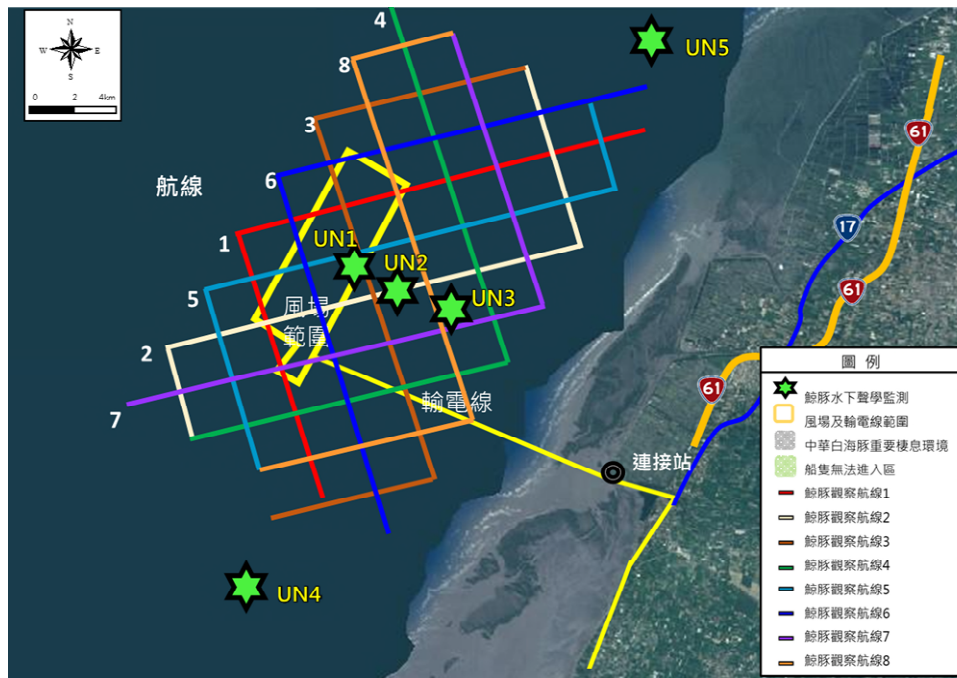 N
W
E
S
0
2
4km
4
8
UN5
3
61
航線
6
17
UN1
1
UN2
61
5
風場
範圍
UN3
2
圖 例
輸電線
61
鯨豚水下聲學監測
7
風場及輸電線範圍
連接站
中華白海豚重要棲息環境
船隻無法進入區
鯨豚觀察航線1
鯨豚觀察航線2
鯨豚觀察航線3
鯨豚觀察航線4
UN4
鯨豚觀察航線5
鯨豚觀察航線6
鯨豚觀察航線7
鯨豚觀察航線8